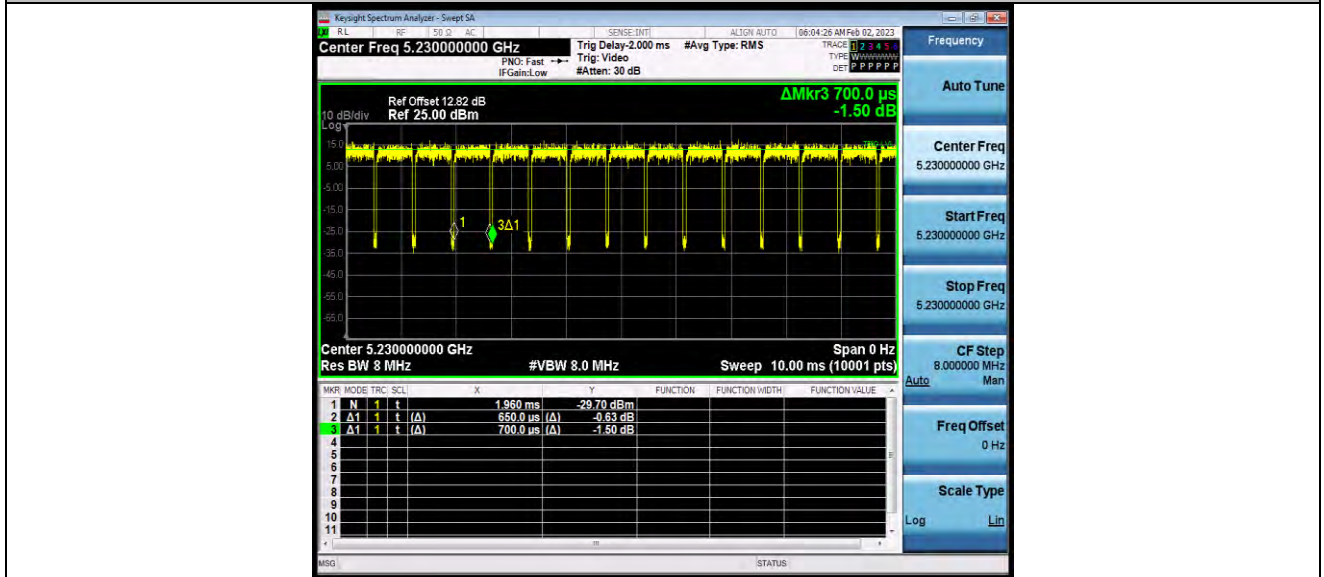 Keysight Spectrum Analyzer - Swept SA
RL RF 50 Ω AC SENSE:INT ALIGN AUTO 06:04:26 AM Feb 02, 2023
Center Freq 5.230000000 GHz
PNO: Fast
IFGain:Low
Trig Delay-2.000 ms
Trig: Video
#Atten: 30 dB
#Avg Type: RMS
TRACE 1 2 3 4 5 6
TYPE WWWWWW
DET P P P P P P
Frequency
ΔMkr3 700.0 µs
-1.50 dB
Ref Offset 12.82 dB
10 dB/div Ref 25.00 dBm
Log
15.0
5.00
-5.00
-15.0
-25.0
-35.0
-45.0
-55.0
-65.0
1
3Δ1
Center 5.230000000 GHz Span 0 Hz
Res BW 8 MHz #VBW 8.0 MHz Sweep 10.00 ms (10001 pts)
MKR MODE TRC SCL X Y FUNCTION FUNCTION WIDTH FUNCTION VALUE
1 N 1 t 1.960 ms -29.70 dBm
2 Δ1 1 t (Δ) 650.0 µs (Δ) -0.63 dB
3 Δ1 1 t (Δ) 700.0 µs (Δ) -1.50 dB
4
5
6
7
8
9
10
11
MSG STATUS
Auto Tune
Center Freq
5.230000000 GHz
Start Freq
5.230000000 GHz
Stop Freq
5.230000000 GHz
CF Step
8.000000 MHz
Auto Man
Freq Offset
0 Hz
Scale Type
Log Lin